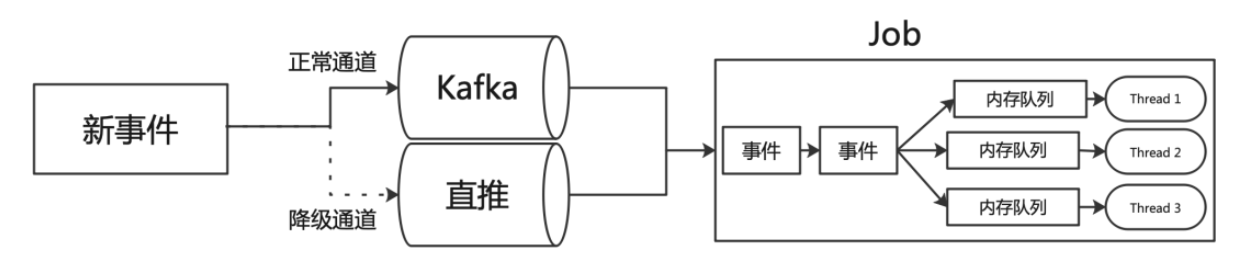 Job
正常通道
Kafka
新事件
直推
降级通道
事件
事件
内存队列
Thread 1
内存队列
Thread 2
内存队列
Thread 3